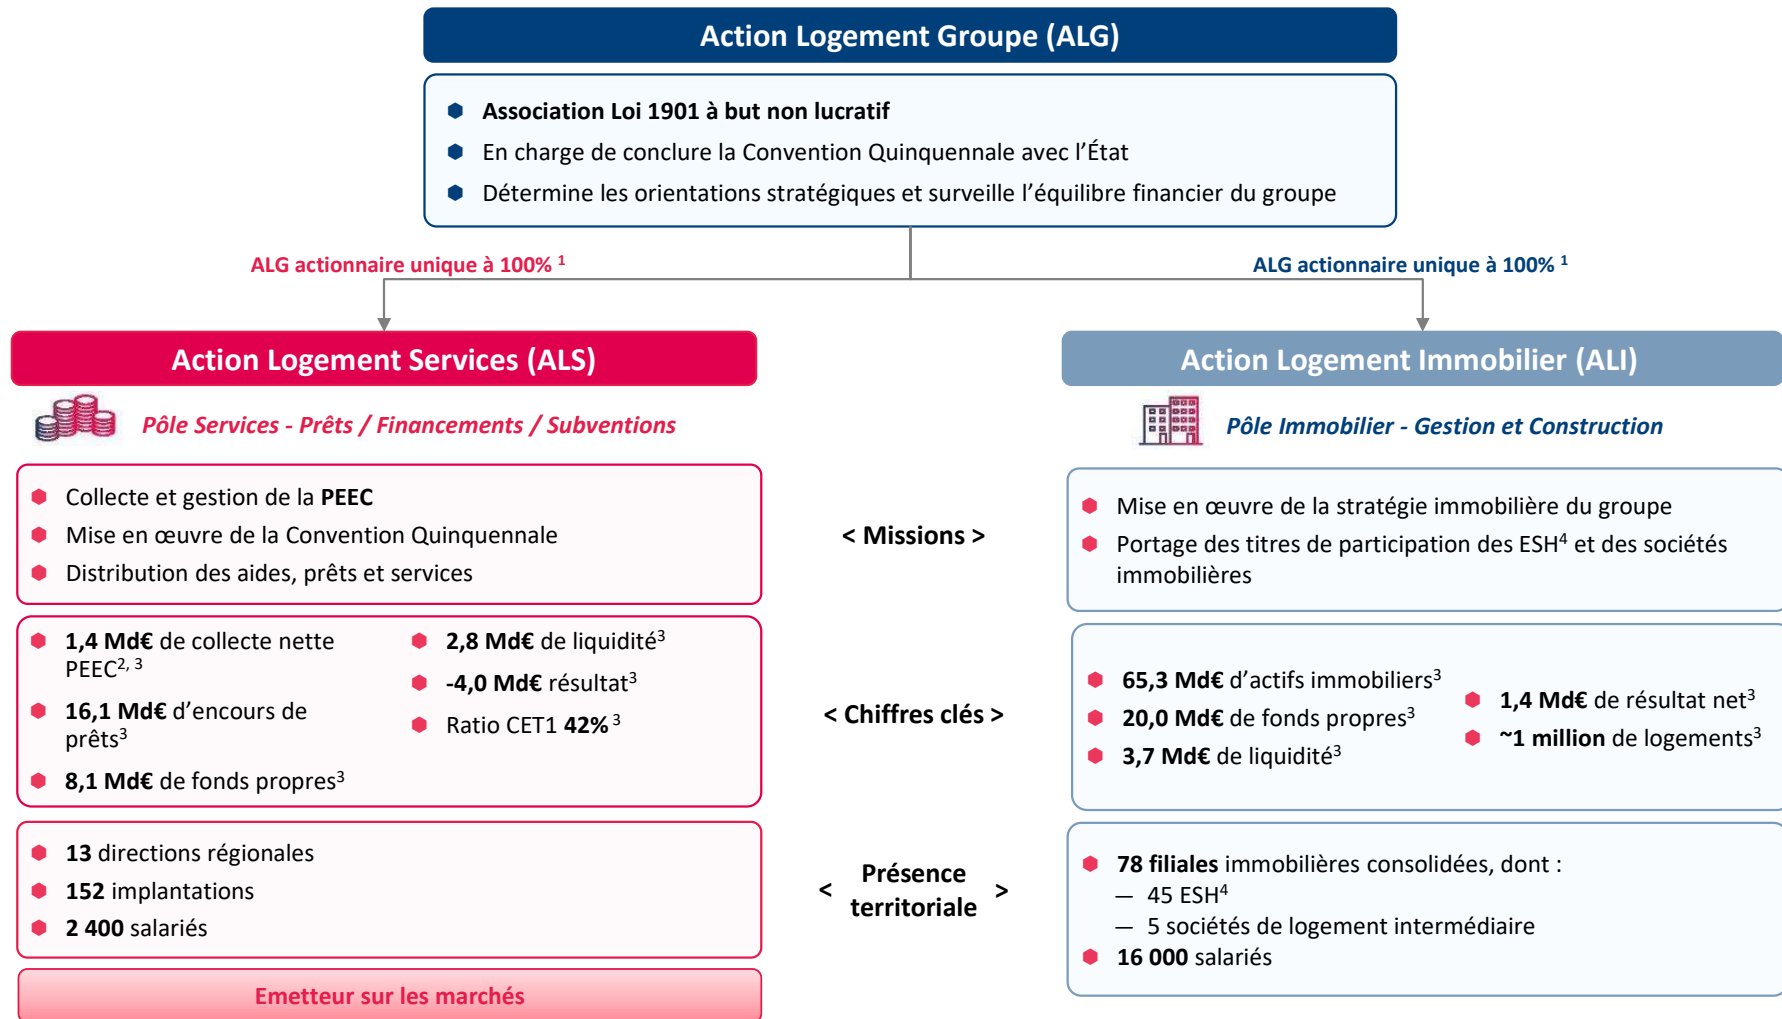 Action Logement Groupe (ALG)
Association Loi 1901 à but non lucratif
En charge de conclure la Convention Quinquennale avec l’État
Détermine les orientations stratégiques et surveille l’équilibre financier du groupe
ALG actionnaire unique à 100% ¹
ALG actionnaire unique à 100% ¹
Action Logement Services (ALS)
Pôle Services - Prêts / Financements / Subventions
Collecte et gestion de la PEEC
Mise en œuvre de la Convention Quinquennale
Distribution des aides, prêts et services
Action Logement Immobilier (ALI)
Pôle Immobilier - Gestion et Construction
< Missions >
Mise en œuvre de la stratégie immobilière du groupe
Portage des titres de participation des ESH⁴ et des sociétés
immobilières
1,4 Md€ de collecte nette
PEEC²˒ ³
16,1 Md€ d’encours de
prêts³
8,1 Md€ de fonds propres³
2,8 Md€ de liquidité³
-4,0 Md€ résultat³
Ratio CET1 42% ³
< Chiffres clés >
65,3 Md€ d’actifs immobiliers³
20,0 Md€ de fonds propres³
3,7 Md€ de liquidité³
1,4 Md€ de résultat net³
~1 million de logements³
13 directions régionales
152 implantations
2 400 salariés
< Présence
territoriale >
78 filiales immobilières consolidées, dont :
— 45 ESH⁴
— 5 sociétés de logement intermédiaire
16 000 salariés
Emetteur sur les marchés